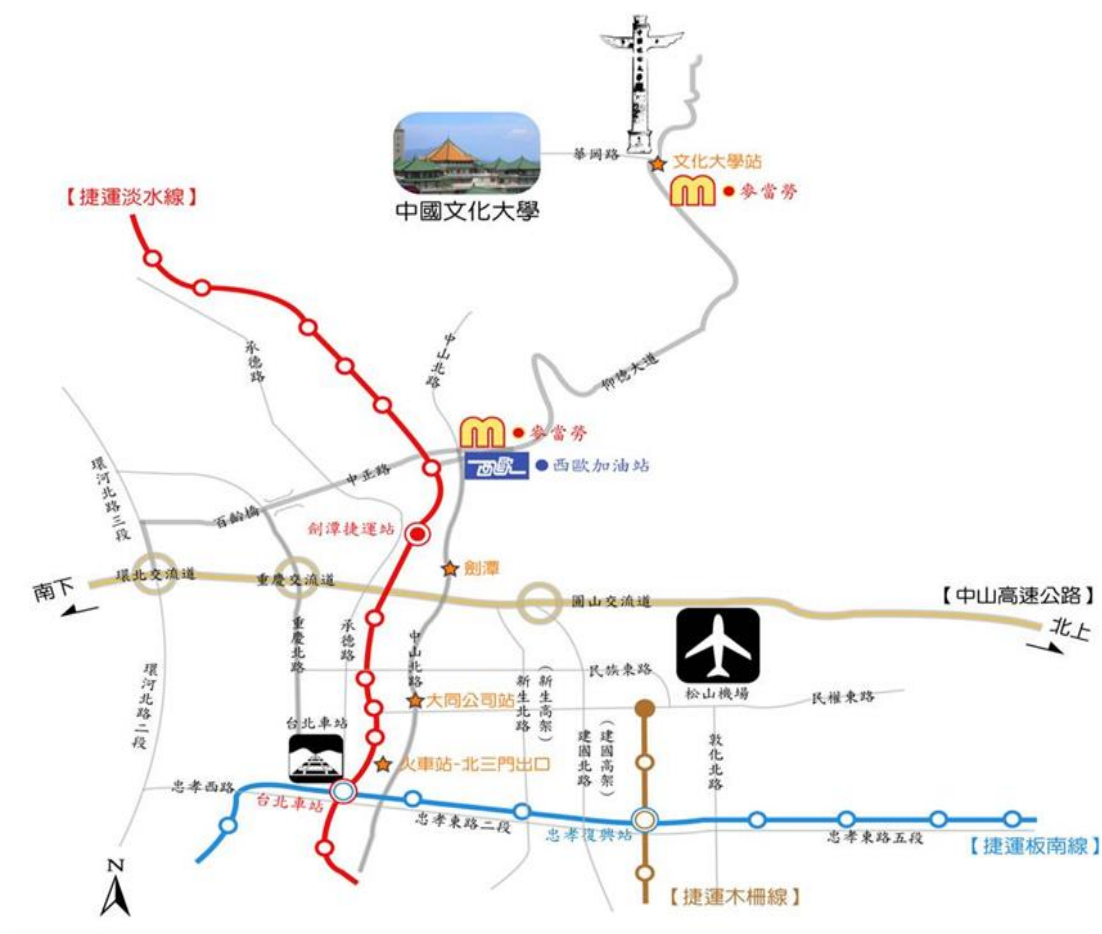 中國文化大學
華岡路
文化大學站
麥當勞
中國文化大學
【捷運淡水線】
承德路
中山北路
仰德大道
麥當勞
西歐
西歐加油站
環河北路三段
中正路
百齡橋
劍潭捷運站
劍潭
南下
環北交流道
重慶交流道
圓山交流道
【中山高速公路】
北上
重慶北路
承德路
中山北路
民族東路
松山機場
民權東路
環河北路二段
大同公司站
新生北路
(新生高架)
建國北路
(建國高架)
敦化北路
台北車站
火車站-北三門出口
忠孝西路
台北車站
忠孝東路二段
忠孝復興站
忠孝東路五段
【捷運板南線】
【捷運木柵線】
N